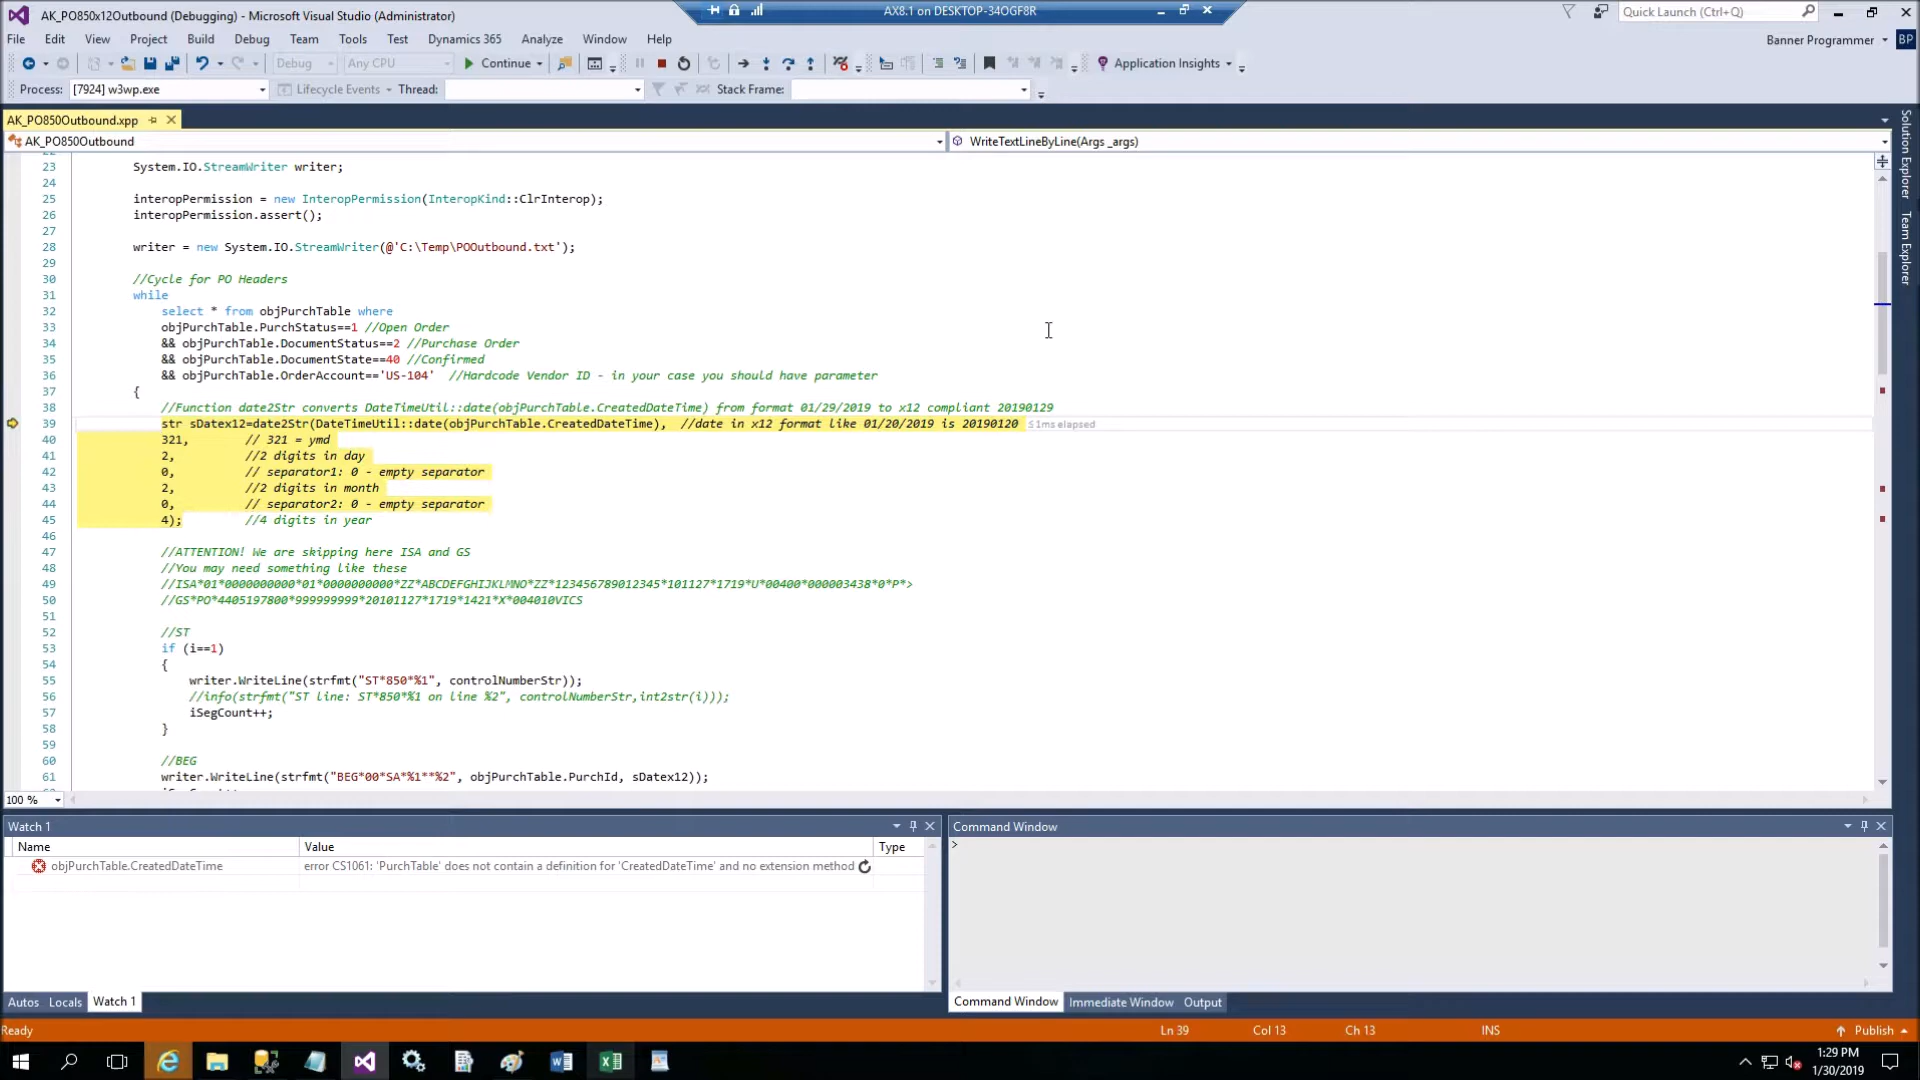 AK_PO850x12Outbound (Debugging) - Microsoft Visual Studio (Administrator)
AX8.1 on DESKTOP-34OGF8R
Quick Launch (Ctrl+Q)
File Edit View Project Build Debug Team Tools Test Dynamics 365 Analyze Window Help
Banner Programmer BP
Debug Any CPU Continue Application Insights
Process: [7924] w3wp.exe Lifecycle Events Thread: Stack Frame:
AK_PO850Outbound.xpp
AK_PO850Outbound WriteTextLineByLine(Args _args)
Solution Explorer
Team Explorer
23 System.IO.StreamWriter writer;
24
25 interopPermission = new InteropPermission(InteropKind::ClrInterop);
26 interopPermission.assert();
27
28 writer = new System.IO.StreamWriter(@'C:\Temp\POOutbound.txt');
29
30 //Cycle for PO Headers
31 while
32 select * from objPurchTable where
33 objPurchTable.PurchStatus==1 //Open Order
34 && objPurchTable.DocumentStatus==2 //Purchase Order
35 && objPurchTable.DocumentState==40 //Confirmed
36 && objPurchTable.OrderAccount=='US-104' //Hardcode Vendor ID - in your case you should have parameter
37 {
38 //Function date2Str converts DateTimeUtil::date(objPurchTable.CreatedDateTime) from format 01/29/2019 to x12 compliant 20190129
39 str sDatex12=date2Str(DateTimeUtil::date(objPurchTable.CreatedDateTime), //date in x12 format like 01/20/2019 is 20190120 ≤1ms elapsed
40 321, // 321 = ymd
41 2, //2 digits in day
42 0, // separator1: 0 - empty separator
43 2, //2 digits in month
44 0, // separator2: 0 - empty separator
45 4); //4 digits in year
46
47 //ATTENTION! We are skipping here ISA and GS
48 //You may need something like these
49 //ISA*01*0000000000*01*0000000000*ZZ*ABCDEFGHIJKLMNO*ZZ*123456789012345*101127*1719*U*00400*000003438*0*P*>
50 //GS*PO*4405197800*999999999*20101127*1719*1421*X*004010VICS
51
52 //ST
53 if (i==1)
54 {
55 writer.WriteLine(strfmt("ST*850*%1", controlNumberStr));
56 //info(strfmt("ST line: ST*850*%1 on line %2", controlNumberStr,int2str(i)));
57 iSegCount++;
58 }
59
60 //BEG
61 writer.WriteLine(strfmt("BEG*00*SA*%1**%2", objPurchTable.PurchId, sDatex12));
100 %
Watch 1
Name Value Type
objPurchTable.CreatedDateTime error CS1061: 'PurchTable' does not contain a definition for 'CreatedDateTime' and no extension method
Autos Locals Watch 1
Command Window
>
Command Window Immediate Window Output
Ready Ln 39 Col 13 Ch 13 INS Publish
1:29 PM
1/30/2019